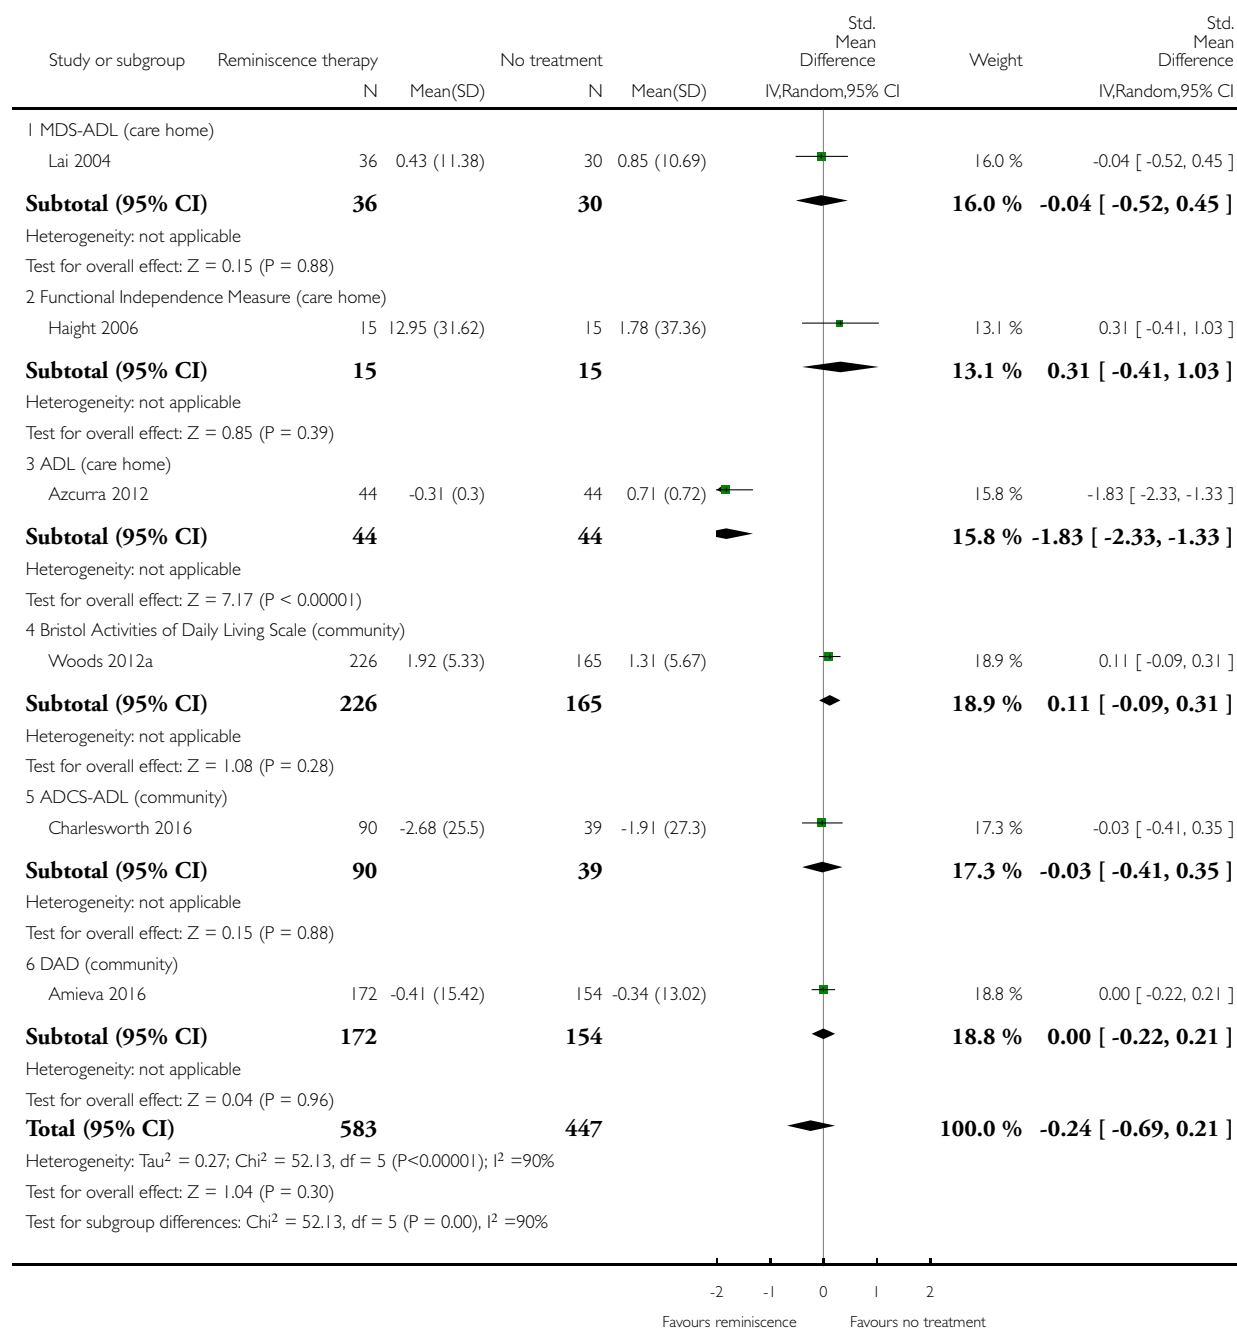 Std. Std.
Mean Mean
Study or subgroup Reminiscence therapy No treatment Difference Weight Difference
N Mean(SD) N Mean(SD) IV,Random,95% CI IV,Random,95% CI
1 MDS-ADL (care home)
Lai 2004 36 0.43 (11.38) 30 0.85 (10.69) 16.0 % -0.04 [ -0.52, 0.45 ]
Subtotal (95% CI) 36 30 16.0 % -0.04 [ -0.52, 0.45 ]
Heterogeneity: not applicable
Test for overall effect: Z = 0.15 (P = 0.88)
2 Functional Independence Measure (care home)
Haight 2006 15 12.95 (31.62) 15 1.78 (37.36) 13.1 % 0.31 [ -0.41, 1.03 ]
Subtotal (95% CI) 15 15 13.1 % 0.31 [ -0.41, 1.03 ]
Heterogeneity: not applicable
Test for overall effect: Z = 0.85 (P = 0.39)
3 ADL (care home)
Azcurra 2012 44 -0.31 (0.3) 44 0.71 (0.72) 15.8 % -1.83 [ -2.33, -1.33 ]
Subtotal (95% CI) 44 44 15.8 % -1.83 [ -2.33, -1.33 ]
Heterogeneity: not applicable
Test for overall effect: Z = 7.17 (P < 0.00001)
4 Bristol Activities of Daily Living Scale (community)
Woods 2012a 226 1.92 (5.33) 165 1.31 (5.67) 18.9 % 0.11 [ -0.09, 0.31 ]
Subtotal (95% CI) 226 165 18.9 % 0.11 [ -0.09, 0.31 ]
Heterogeneity: not applicable
Test for overall effect: Z = 1.08 (P = 0.28)
5 ADCS-ADL (community)
Charlesworth 2016 90 -2.68 (25.5) 39 -1.91 (27.3) 17.3 % -0.03 [ -0.41, 0.35 ]
Subtotal (95% CI) 90 39 17.3 % -0.03 [ -0.41, 0.35 ]
Heterogeneity: not applicable
Test for overall effect: Z = 0.15 (P = 0.88)
6 DAD (community)
Amieva 2016 172 -0.41 (15.42) 154 -0.34 (13.02) 18.8 % 0.00 [ -0.22, 0.21 ]
Subtotal (95% CI) 172 154 18.8 % 0.00 [ -0.22, 0.21 ]
Heterogeneity: not applicable
Test for overall effect: Z = 0.04 (P = 0.96)
Total (95% CI) 583 447 100.0 % -0.24 [ -0.69, 0.21 ]
Heterogeneity: Tau² = 0.27; Chi² = 52.13, df = 5 (P<0.00001); I² =90%
Test for overall effect: Z = 1.04 (P = 0.30)
Test for subgroup differences: Chi² = 52.13, df = 5 (P = 0.00), I² =90%
-2 -1 0 1 2
Favours reminiscence Favours no treatment